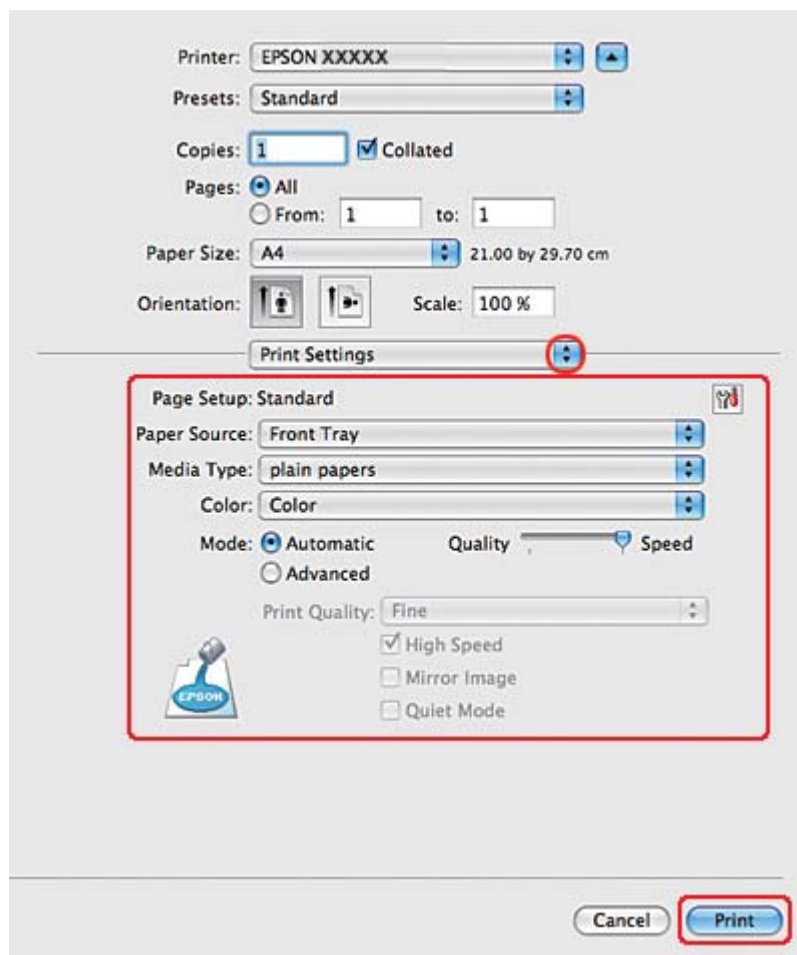 Printer: EPSON XXXXX
Presets: Standard
Copies: 1 Collated
Pages: All
From: 1 to: 1
Paper Size: A4 21.00 by 29.70 cm
Orientation: Scale: 100 %
Print Settings
Page Setup: Standard
Paper Source: Front Tray
Media Type: plain papers
Color: Color
Mode: Automatic Quality Speed
Advanced
Print Quality: Fine
High Speed
Mirror Image
EPSON
Quiet Mode
Cancel Print